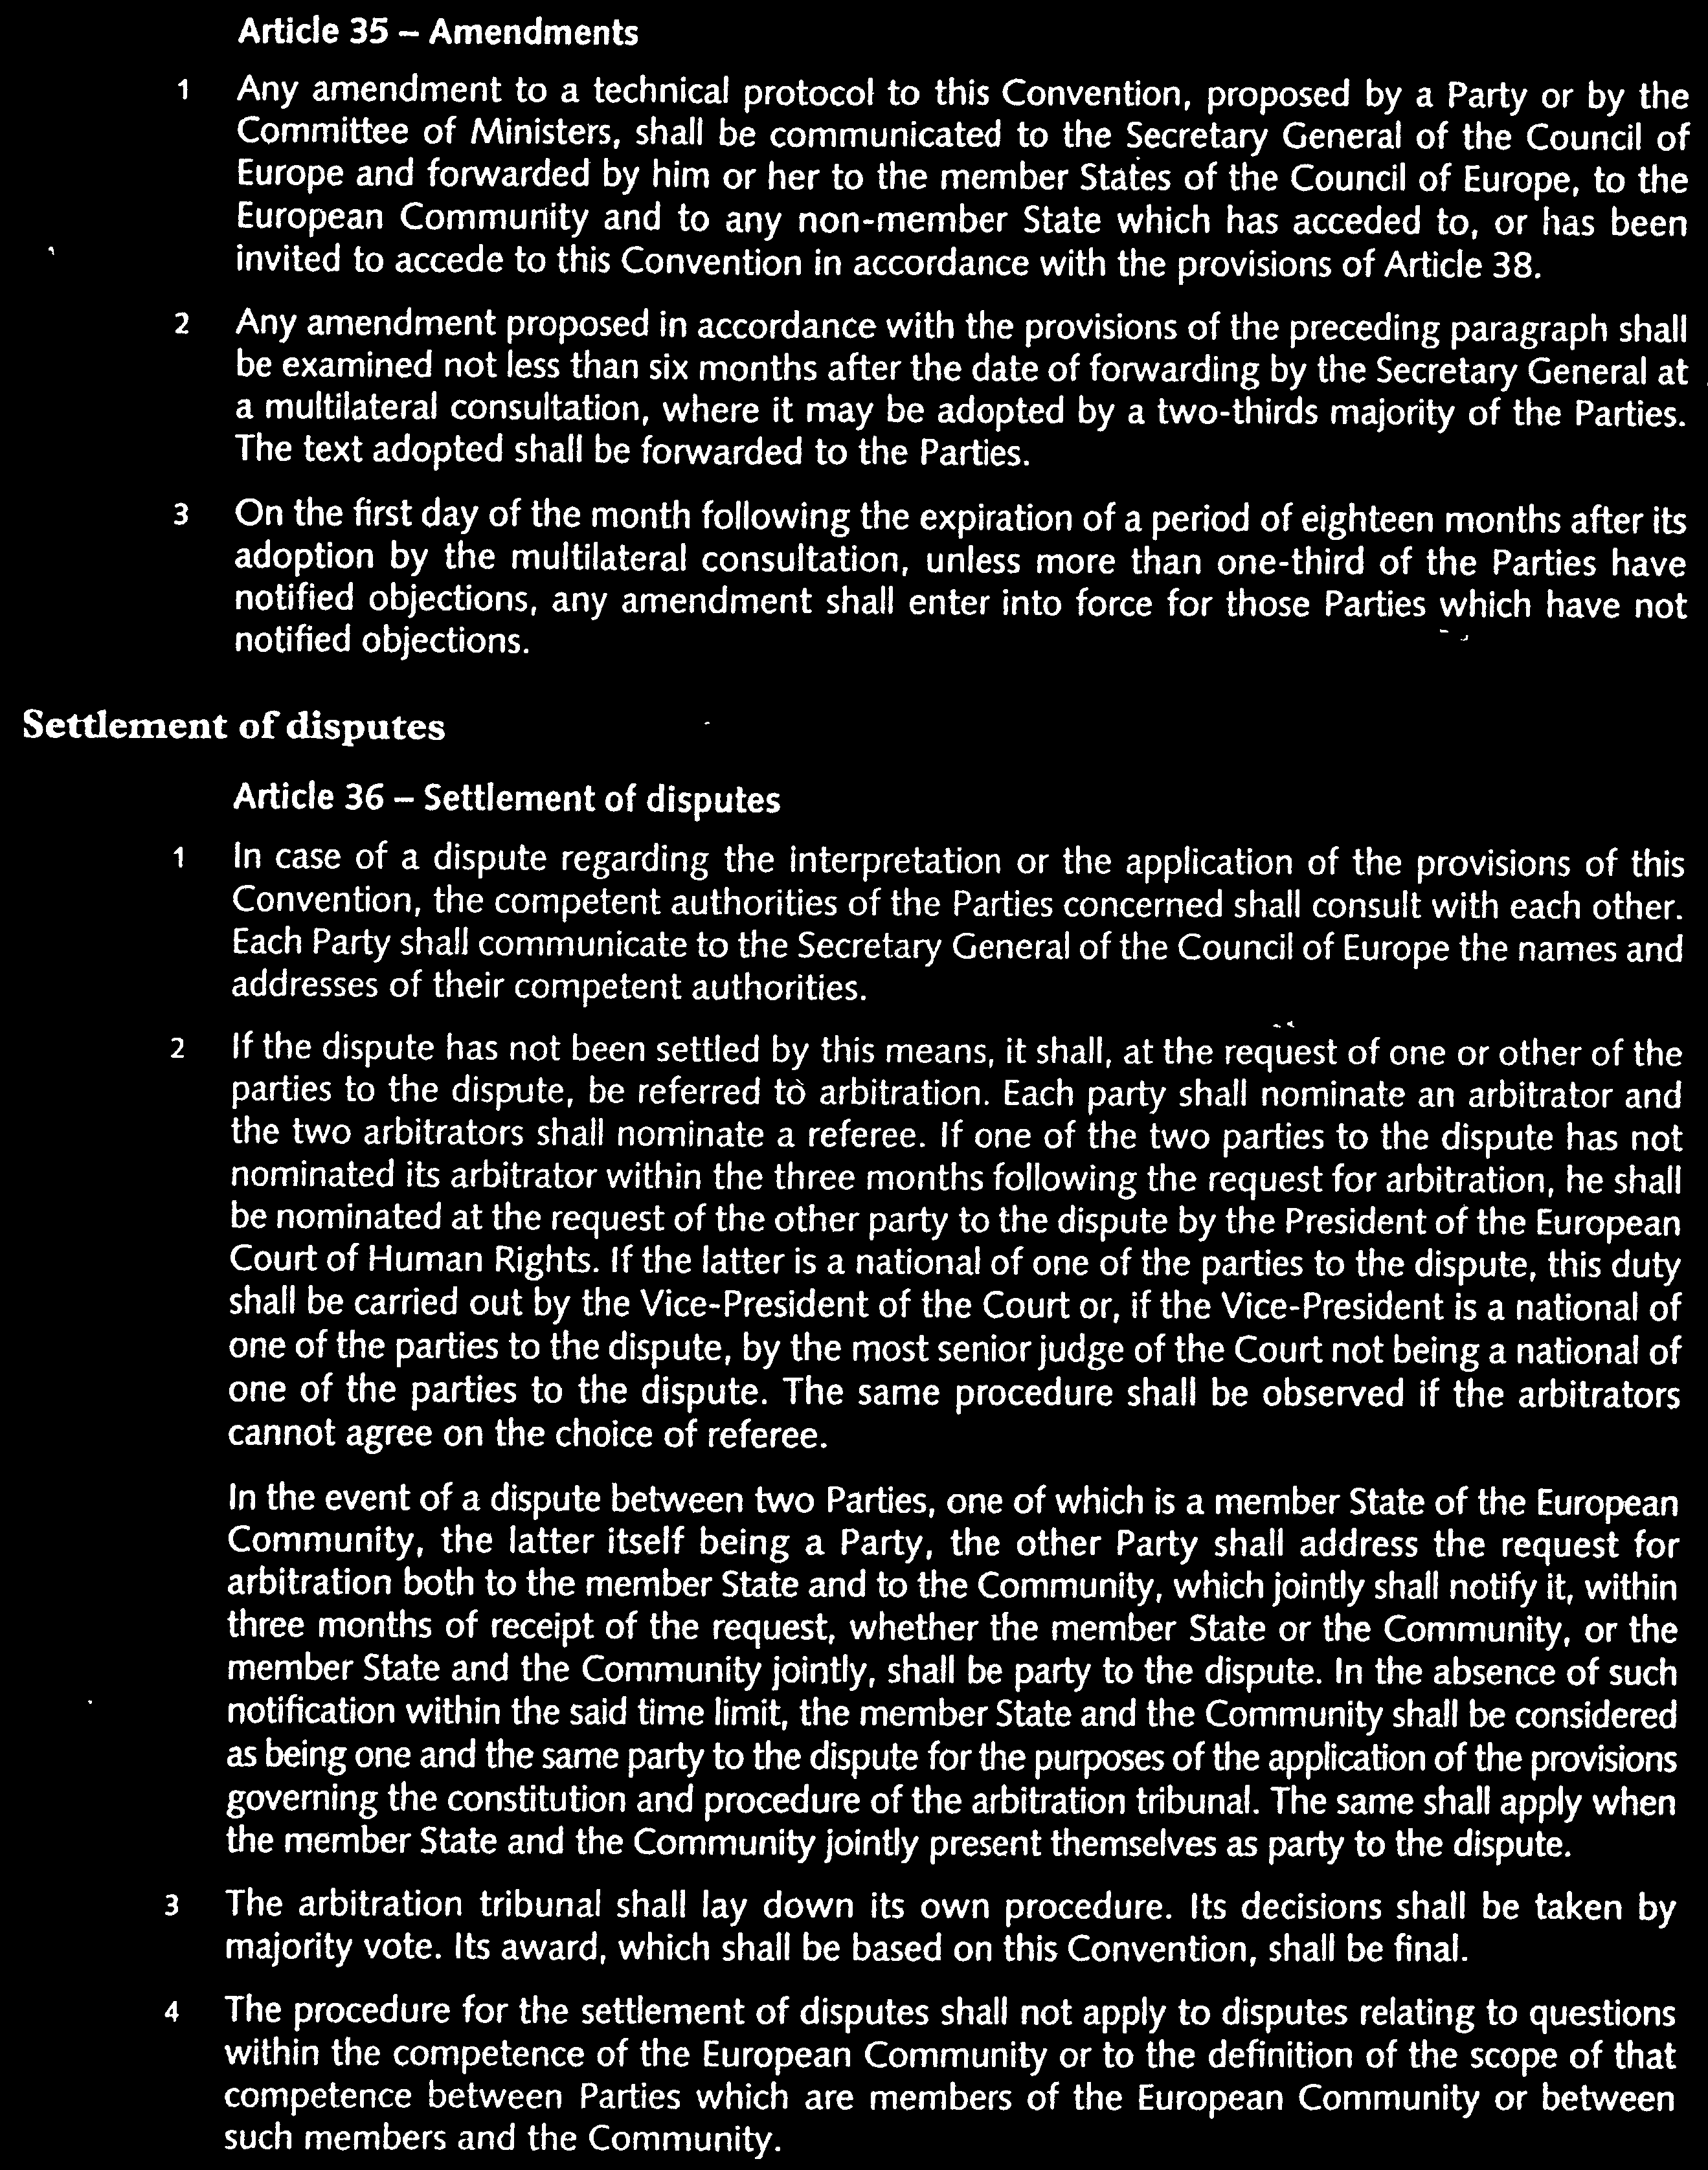 Article 35 – Amendments
1 Any amendment to a technical protocol to this Convention, proposed by a Party or by the
Committee of Ministers, shall be communicated to the Secretary General of the Council of
Europe and forwarded by him or her to the member States of the Council of Europe, to the
European Community and to any non-member State which has acceded to, or has been
invited to accede to this Convention in accordance with the provisions of Article 38.
2 Any amendment proposed in accordance with the provisions of the preceding paragraph shall
be examined not less than six months after the date of forwarding by the Secretary General at
a multilateral consultation, where it may be adopted by a two-thirds majority of the Parties.
The text adopted shall be forwarded to the Parties.
3 On the first day of the month following the expiration of a period of eighteen months after its
adoption by the multilateral consultation, unless more than one-third of the Parties have
notified objections, any amendment shall enter into force for those Parties which have not
notified objections.
Settlement of disputes
Article 36 – Settlement of disputes
1 In case of a dispute regarding the interpretation or the application of the provisions of this
Convention, the competent authorities of the Parties concerned shall consult with each other.
Each Party shall communicate to the Secretary General of the Council of Europe the names and
addresses of their competent authorities.
2 If the dispute has not been settled by this means, it shall, at the request of one or other of the
parties to the dispute, be referred to arbitration. Each party shall nominate an arbitrator and
the two arbitrators shall nominate a referee. If one of the two parties to the dispute has not
nominated its arbitrator within the three months following the request for arbitration, he shall
be nominated at the request of the other party to the dispute by the President of the European
Court of Human Rights. If the latter is a national of one of the parties to the dispute, this duty
shall be carried out by the Vice-President of the Court or, if the Vice-President is a national of
one of the parties to the dispute, by the most senior judge of the Court not being a national of
one of the parties to the dispute. The same procedure shall be observed if the arbitrators
cannot agree on the choice of referee.
In the event of a dispute between two Parties, one of which is a member State of the European
Community, the latter itself being a Party, the other Party shall address the request for
arbitration both to the member State and to the Community, which jointly shall notify it, within
three months of receipt of the request, whether the member State or the Community, or the
member State and the Community jointly, shall be party to the dispute. In the absence of such
notification within the said time limit, the member State and the Community shall be considered
as being one and the same party to the dispute for the purposes of the application of the provisions
governing the constitution and procedure of the arbitration tribunal. The same shall apply when
the member State and the Community jointly present themselves as party to the dispute.
3 The arbitration tribunal shall lay down its own procedure. Its decisions shall be taken by
majority vote. Its award, which shall be based on this Convention, shall be final.
4 The procedure for the settlement of disputes shall not apply to disputes relating to questions
within the competence of the European Community or to the definition of the scope of that
competence between Parties which are members of the European Community or between
such members and the Community.